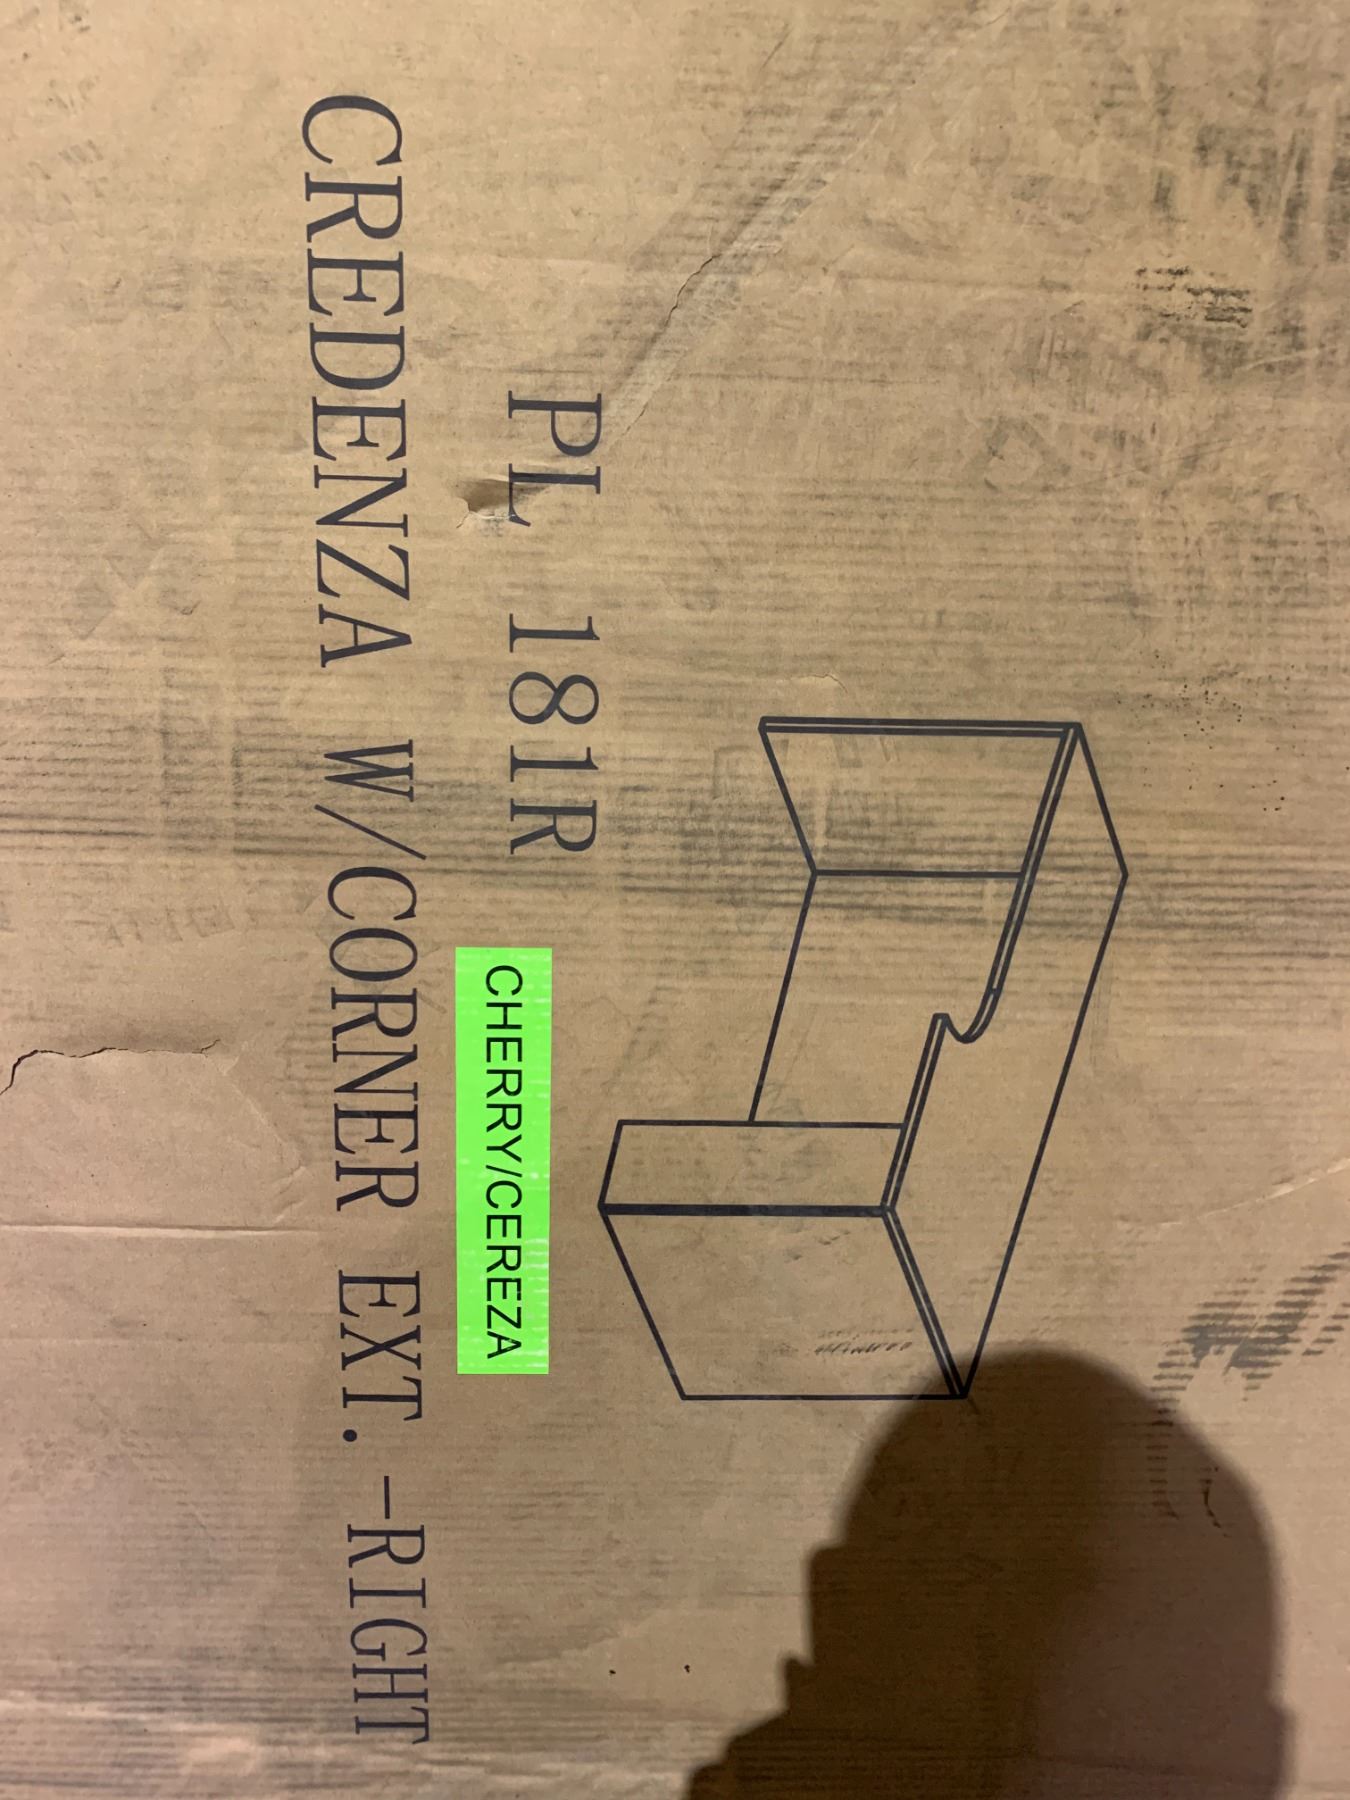 PL 181R
CHERRY/CEREZA
CREDENZA W/CORNER EXT.-RIGHT